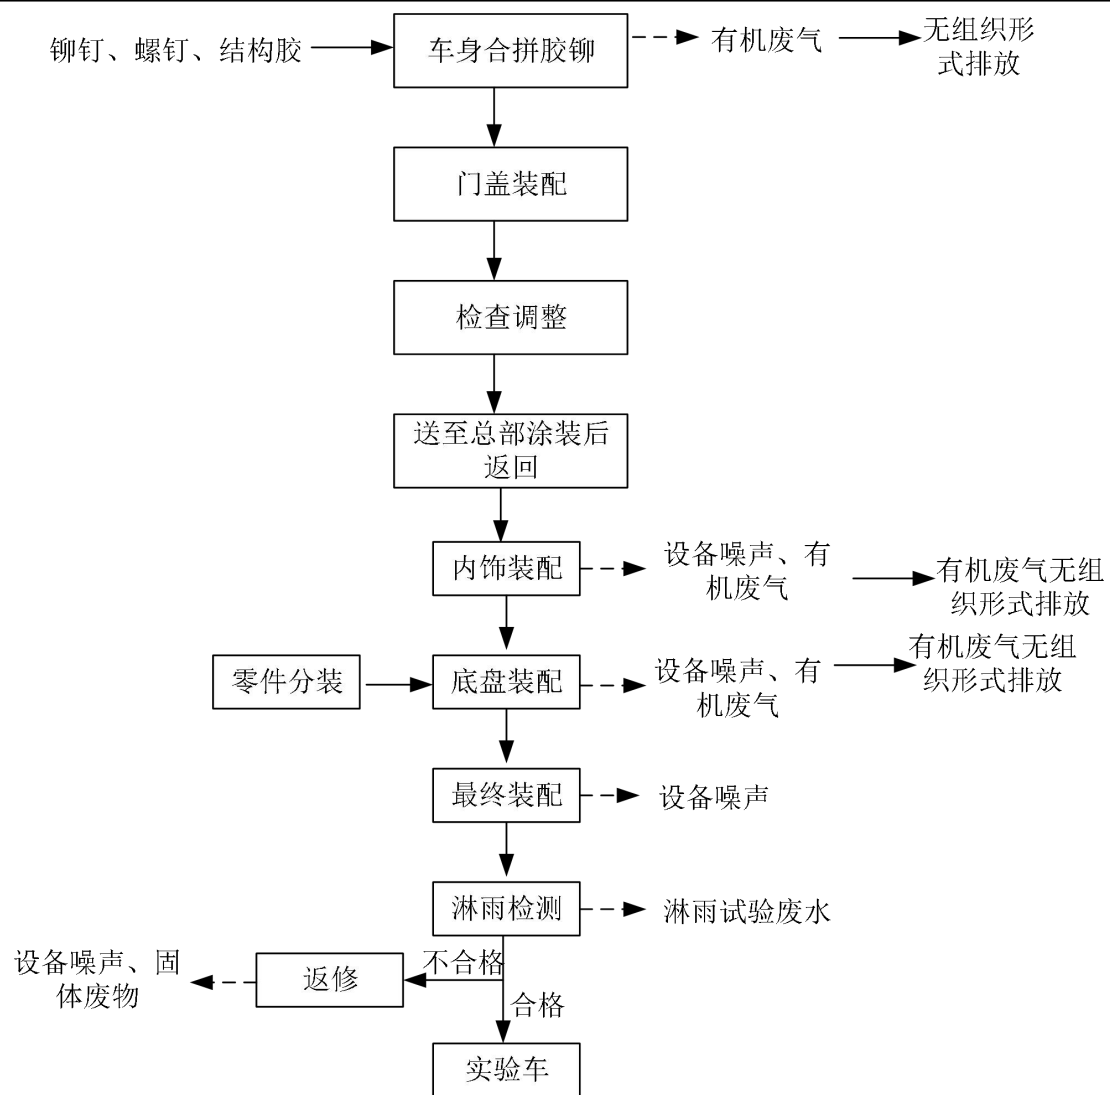 铆钉、螺钉、结构胶
车身合拼胶铆
有机废气
无组织形
式排放
门盖装配
检查调整
送至总部涂装后
返回
内饰装配
设备噪声、有
机废气
有机废气无组
织形式排放
零件分装
底盘装配
设备噪声、有
机废气
有机废气无组
织形式排放
最终装配
设备噪声
淋雨检测
淋雨试验废水
设备噪声、固
体废物
返修
不合格
合格
实验车